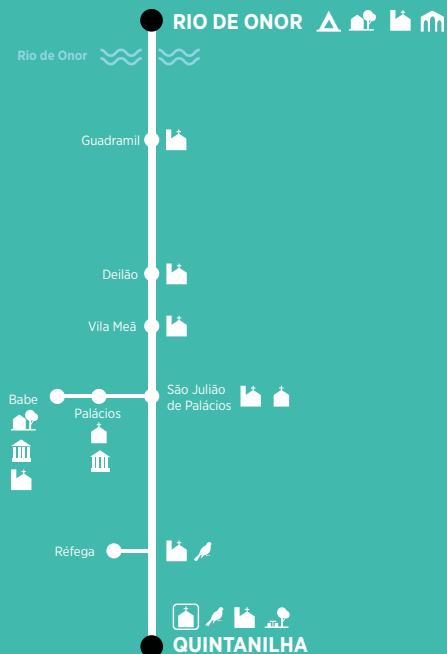 RIO DE ONOR
Rio de Onor
Guadramil
Deilão
Vila Meã
São Julião
de Palácios
Babe
Palácios
Réfega
QUINTANILHA